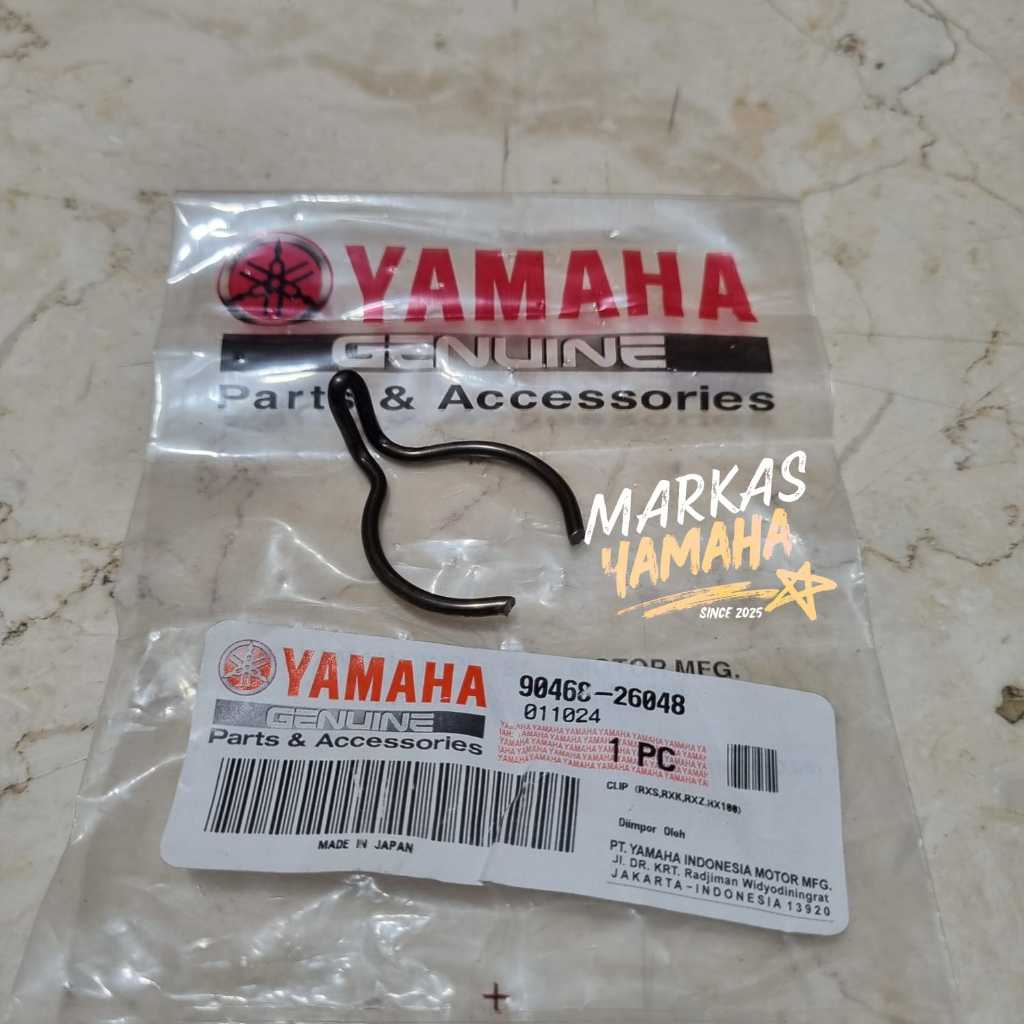 YAMAHA
GENUINE
Parts & Accessories
MARKAS
YAMAHA
SINCE 2025
MOTOR MFG.
YAMAHA
GENUINE
Parts & Accessories
MADE IN JAPAN
90468-26048
011024
1 PC
CLIP (RXS,RXK,RXZ,RX100)
Diimpor Oleh
PT. YAMAHA INDONESIA MOTOR MFG.
Jl. DR. KRT. Radjiman Widyodiningrat
JAKARTA-INDONESIA 13920